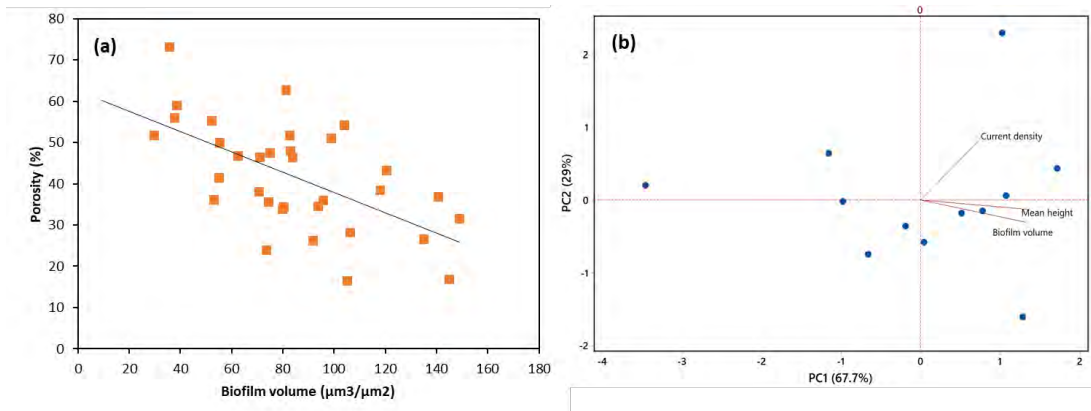 (a)
Porosity (%)
80
70
60
50
40
30
20
10
0
0 20 40 60 80 100 120 140 160 180
Biofilm volume (µm3/µm2)
0
(b)
PC2 (29%)
2
1
0
-1
-2
Current density
Mean height
Biofilm volume
-4 -3 -2 -1 0 1 2
PC1 (67.7%)